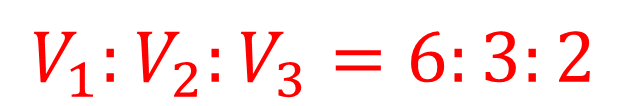 V₁: V₂: V₃ = 6: 3: 2